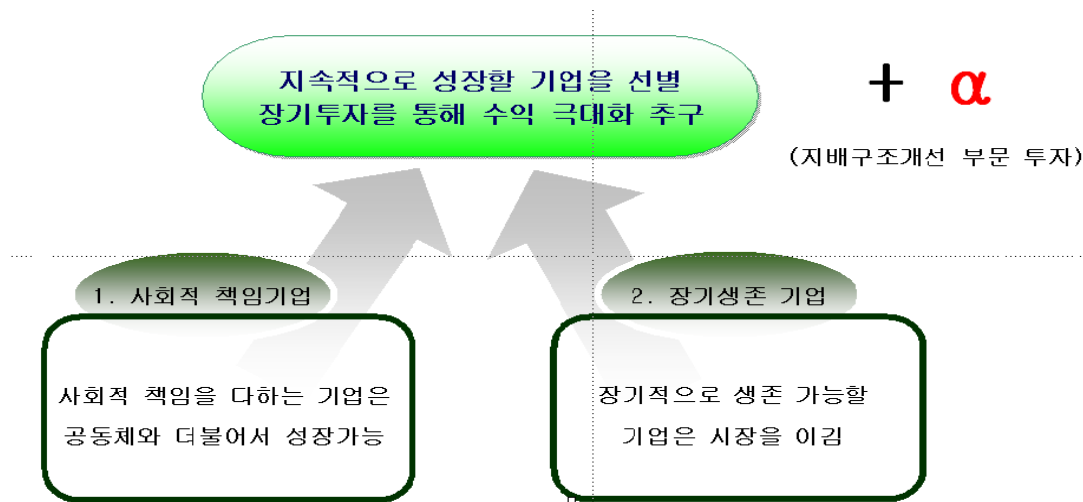 지속적으로 성장할 기업을 선별
장기투자를 통해 수익 극대화 추구
+ α
(지배구조개선 부문 투자)
1. 사회적 책임기업
사회적 책임을 다하는 기업은
공동체와 더불어서 성장가능
2. 장기생존 기업
장기적으로 생존 가능할
기업은 시장을 이김